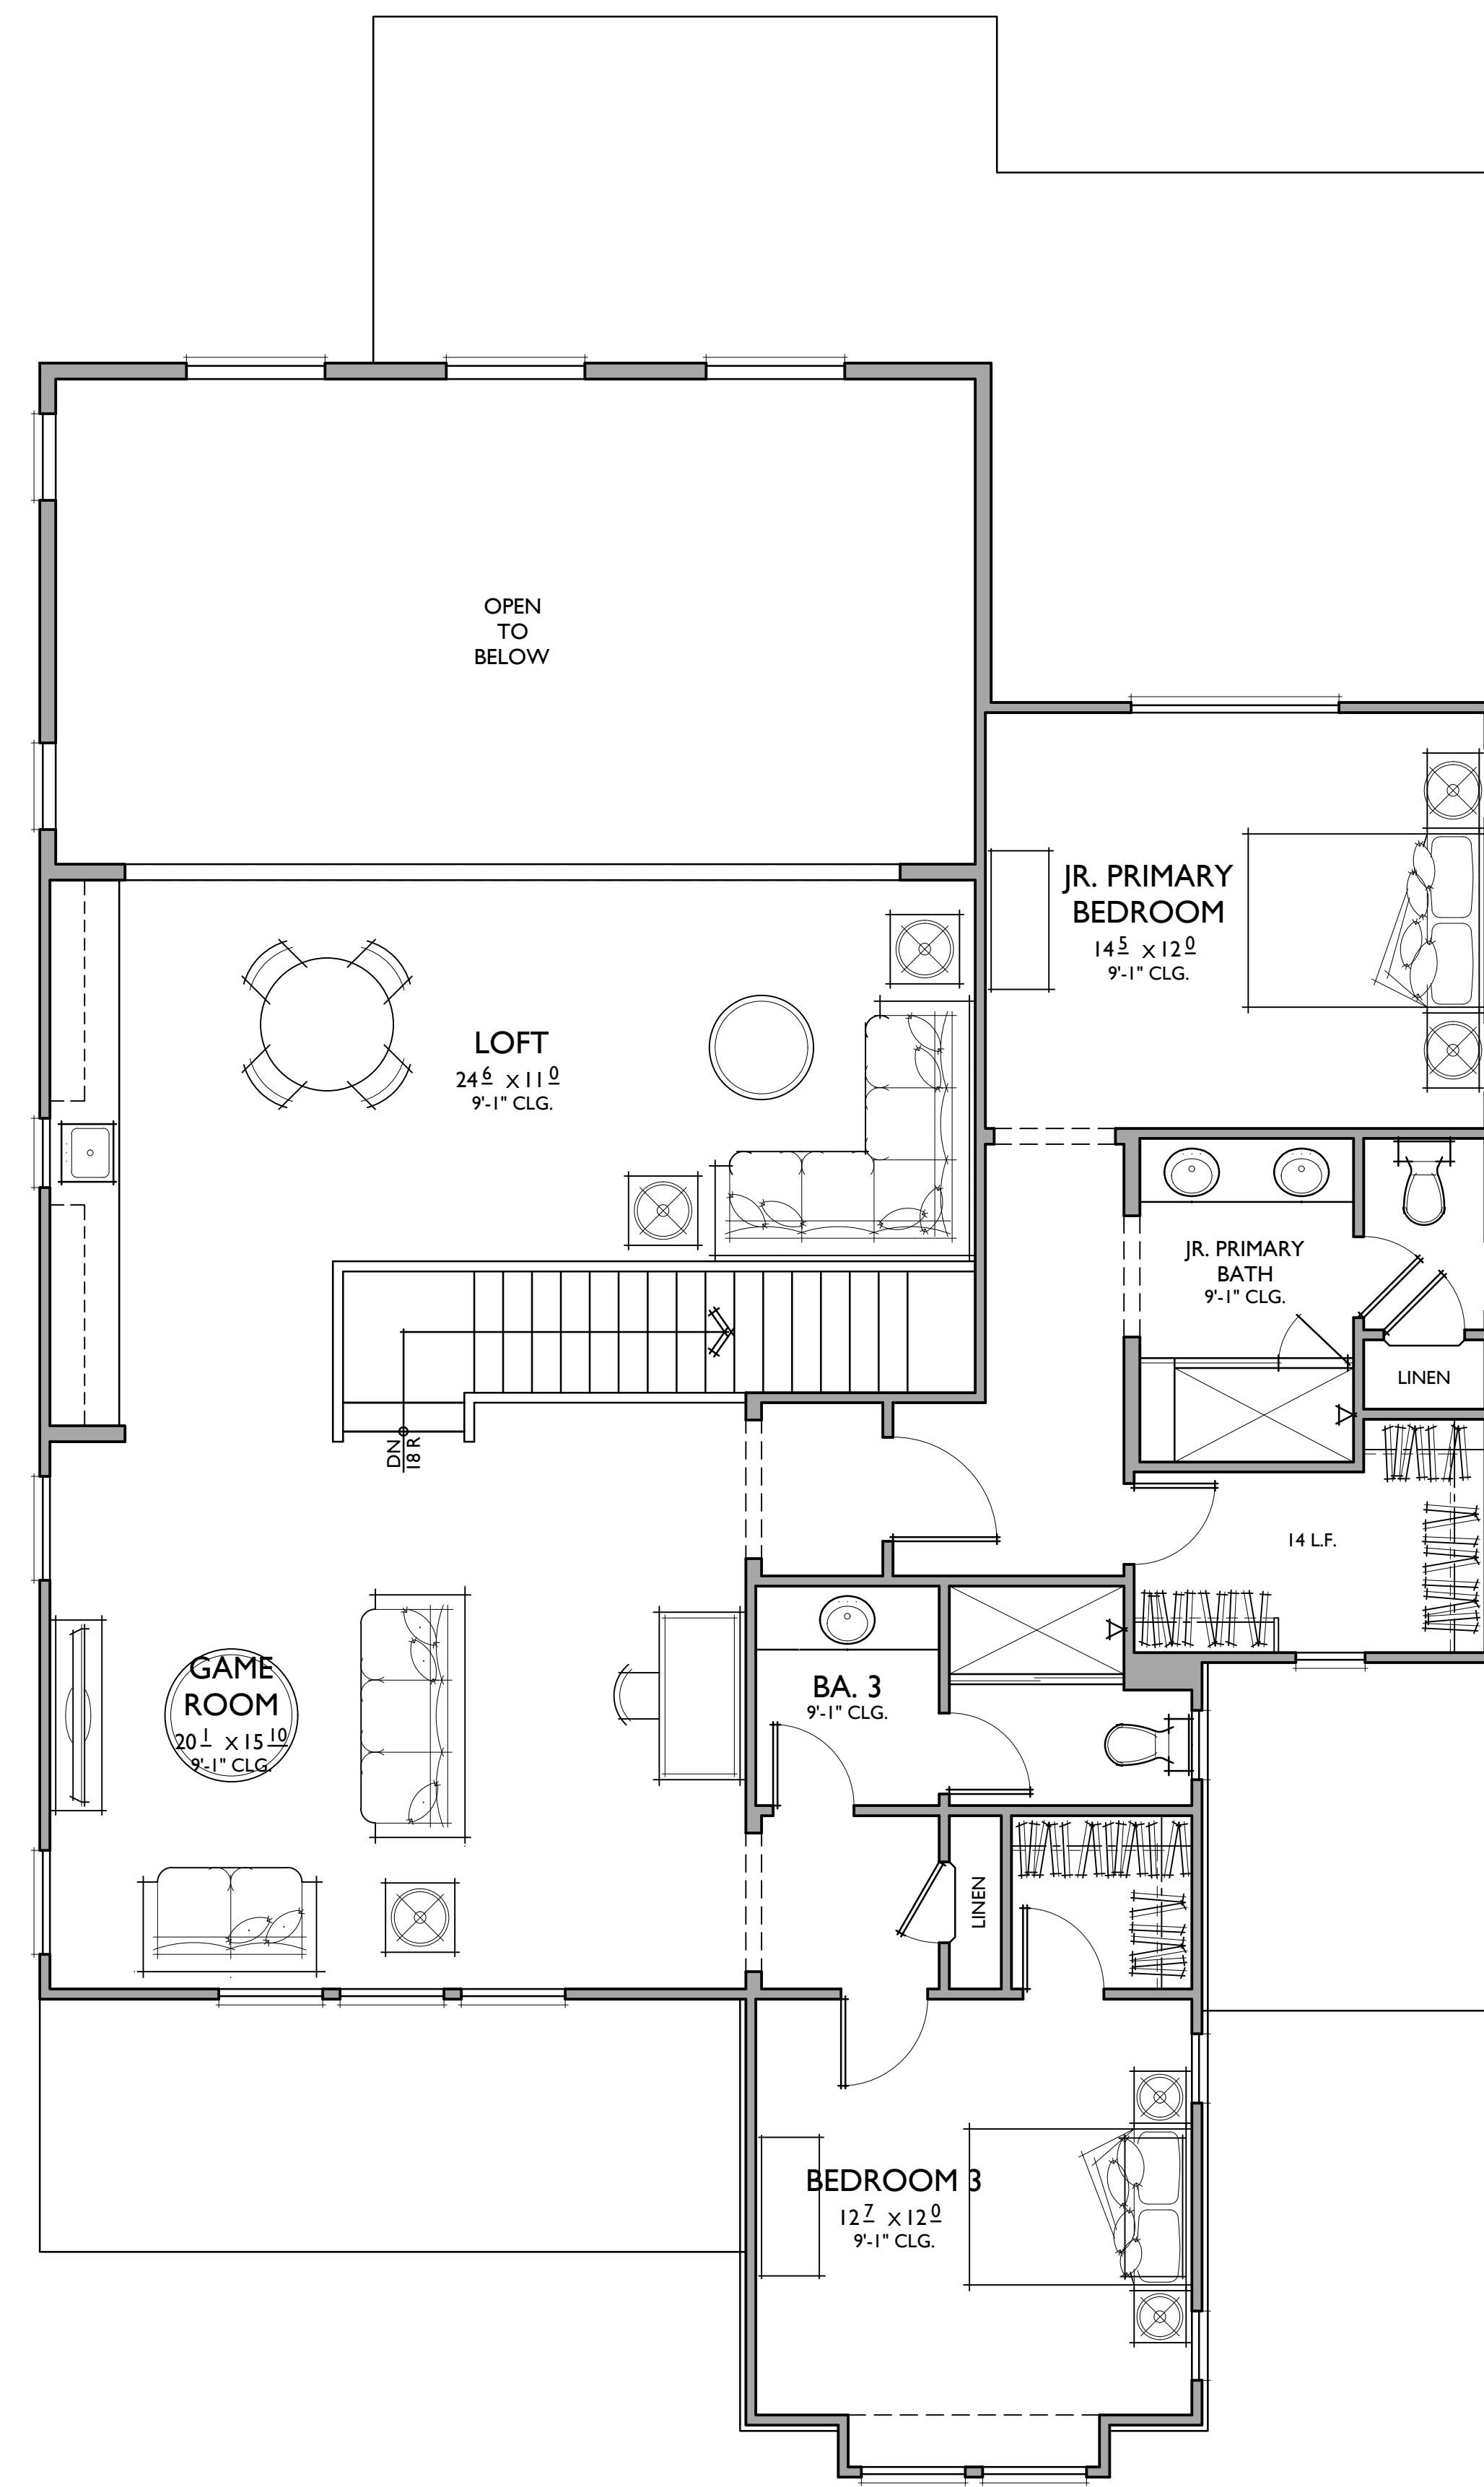 OPEN
TO
BELOW
JR. PRIMARY
BEDROOM
14 5 X 12 0
9'-1" CLG.
LOFT
24 6 X 11 0
9'-1" CLG.
JR. PRIMARY
BATH
9'-1" CLG.
LINEN
DN
18 R
14 L.F.
GAME
ROOM
20 1 X 15 10
9'-1" CLG.
BA. 3
9'-1" CLG.
LINEN
BEDROOM 3
12 7 X 12 0
9'-1" CLG.